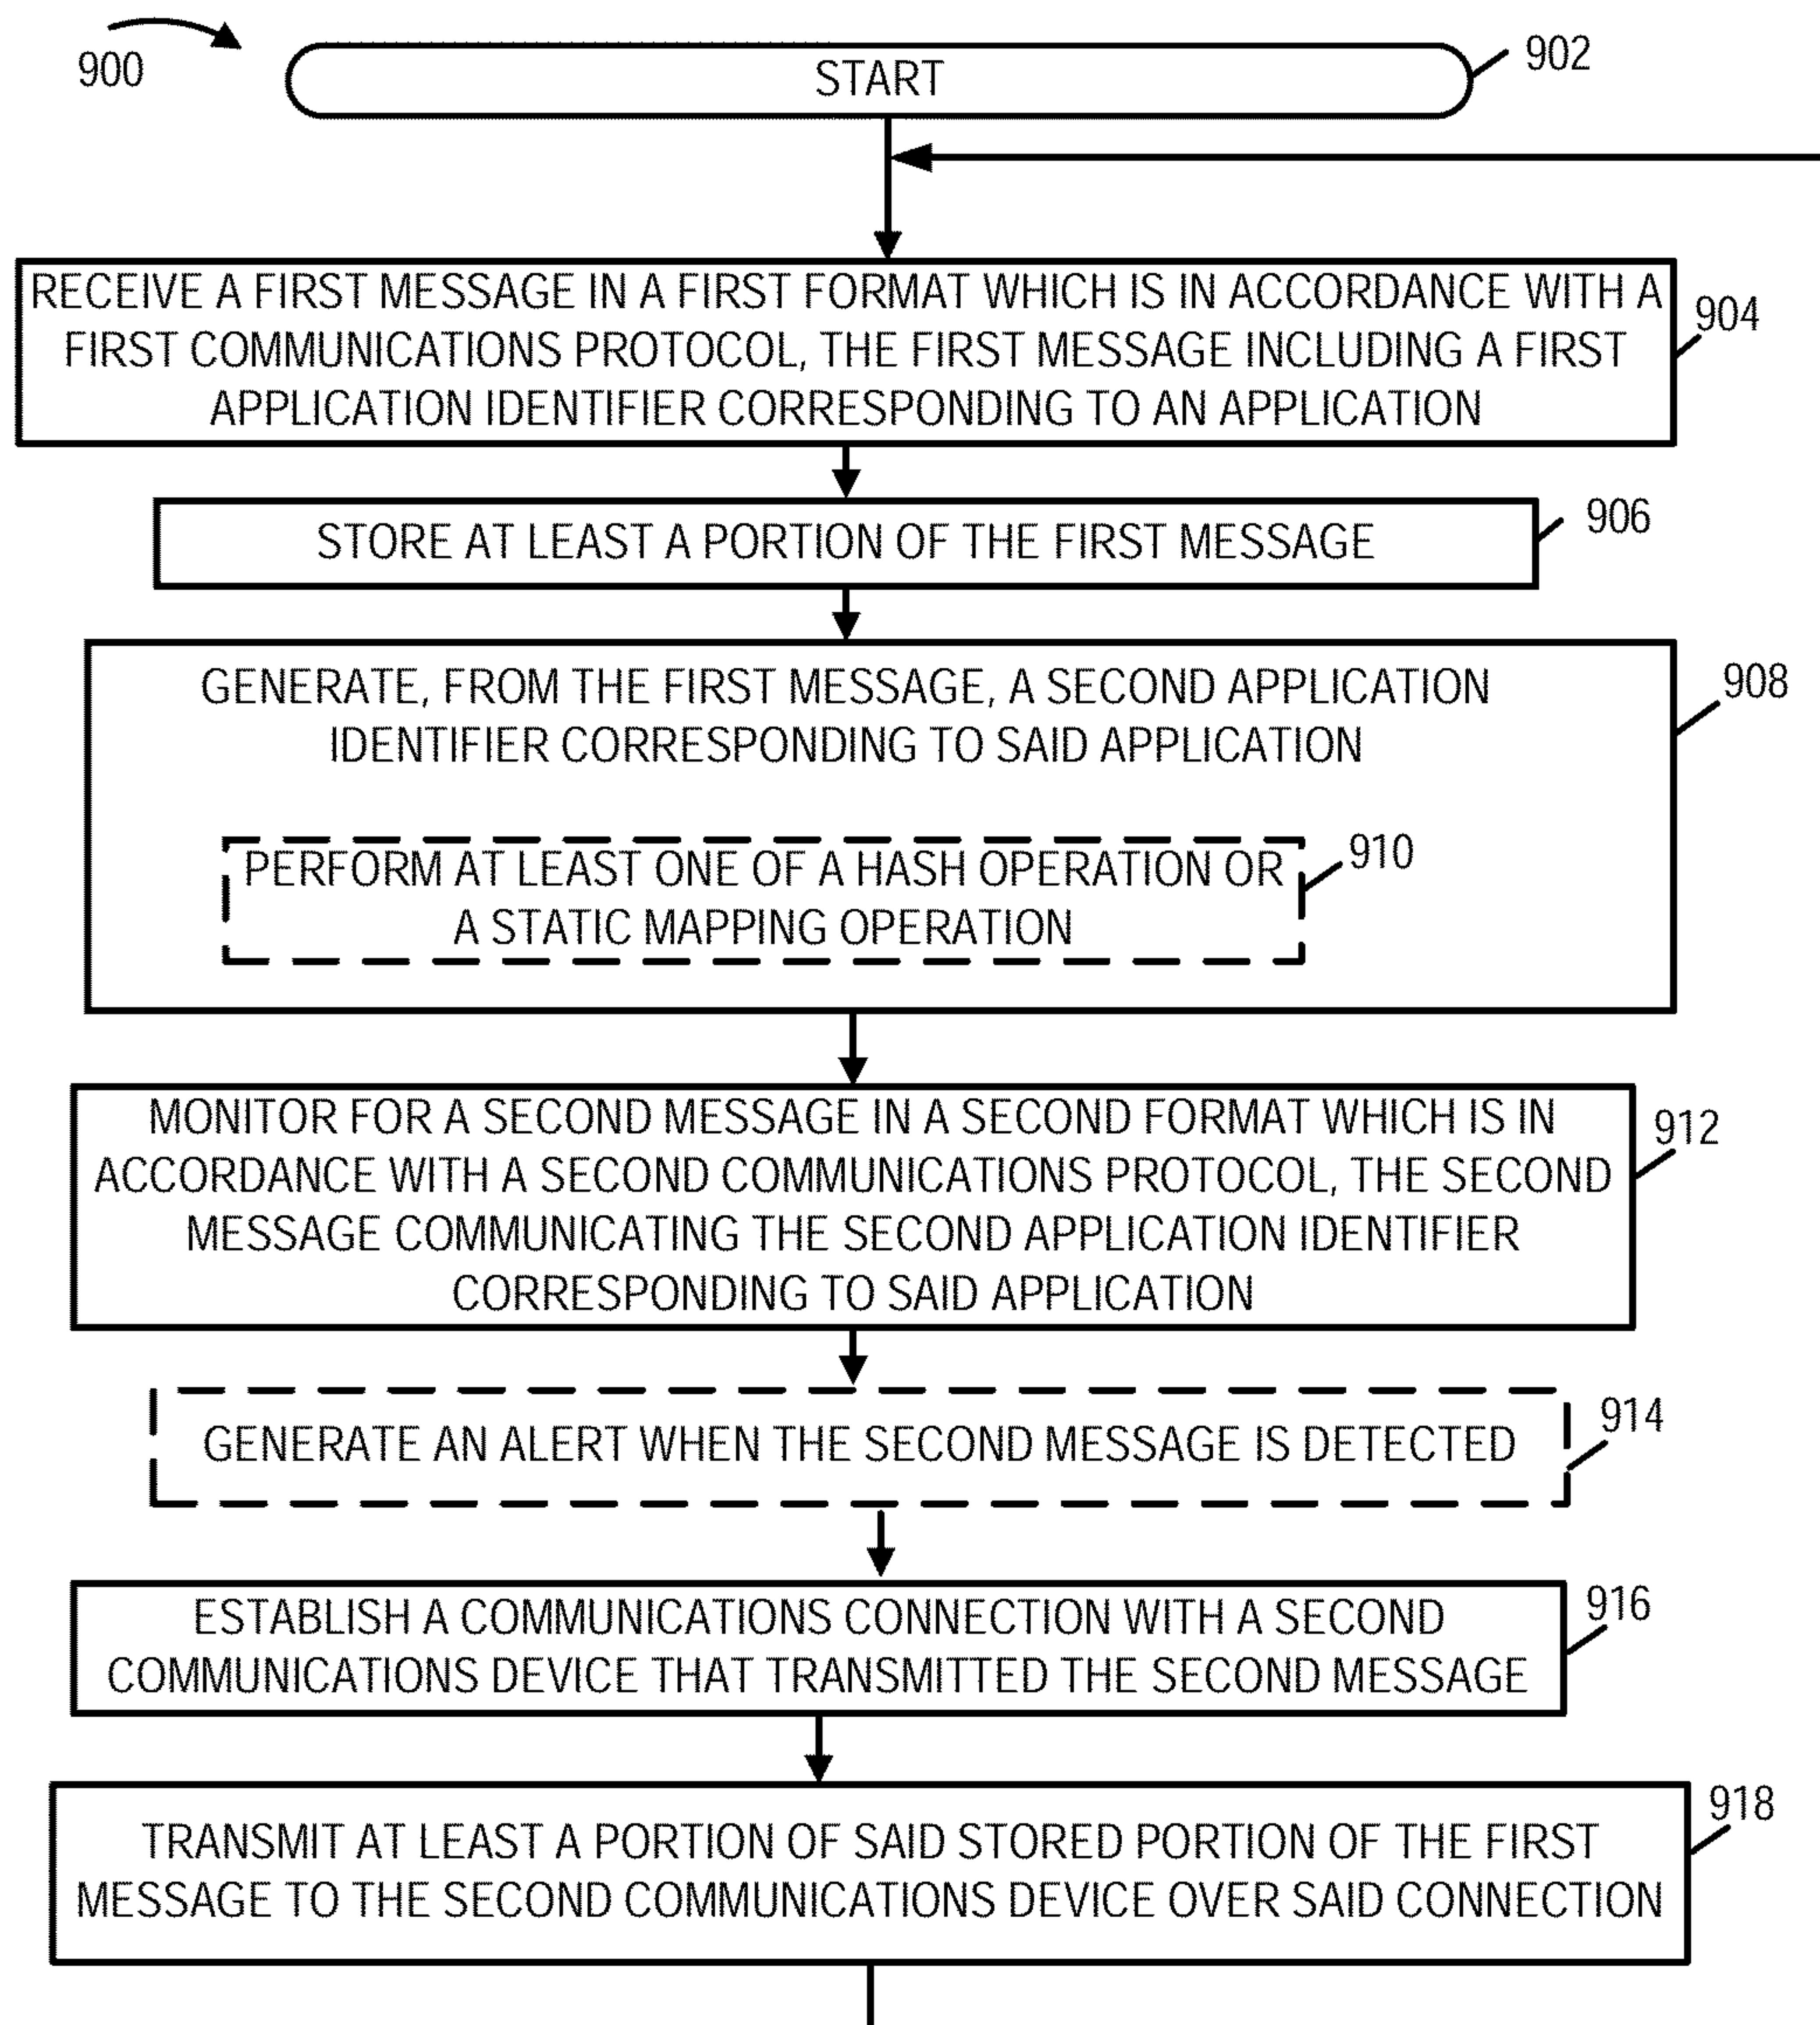 900
START
902
RECEIVE A FIRST MESSAGE IN A FIRST FORMAT WHICH IS IN ACCORDANCE WITH A
FIRST COMMUNICATIONS PROTOCOL, THE FIRST MESSAGE INCLUDING A FIRST
APPLICATION IDENTIFIER CORRESPONDING TO AN APPLICATION
904
STORE AT LEAST A PORTION OF THE FIRST MESSAGE
906
GENERATE, FROM THE FIRST MESSAGE, A SECOND APPLICATION
IDENTIFIER CORRESPONDING TO SAID APPLICATION
908
PERFORM AT LEAST ONE OF A HASH OPERATION OR
A STATIC MAPPING OPERATION
910
MONITOR FOR A SECOND MESSAGE IN A SECOND FORMAT WHICH IS IN
ACCORDANCE WITH A SECOND COMMUNICATIONS PROTOCOL, THE SECOND
MESSAGE COMMUNICATING THE SECOND APPLICATION IDENTIFIER
CORRESPONDING TO SAID APPLICATION
912
GENERATE AN ALERT WHEN THE SECOND MESSAGE IS DETECTED
914
ESTABLISH A COMMUNICATIONS CONNECTION WITH A SECOND
COMMUNICATIONS DEVICE THAT TRANSMITTED THE SECOND MESSAGE
916
TRANSMIT AT LEAST A PORTION OF SAID STORED PORTION OF THE FIRST
MESSAGE TO THE SECOND COMMUNICATIONS DEVICE OVER SAID CONNECTION
918